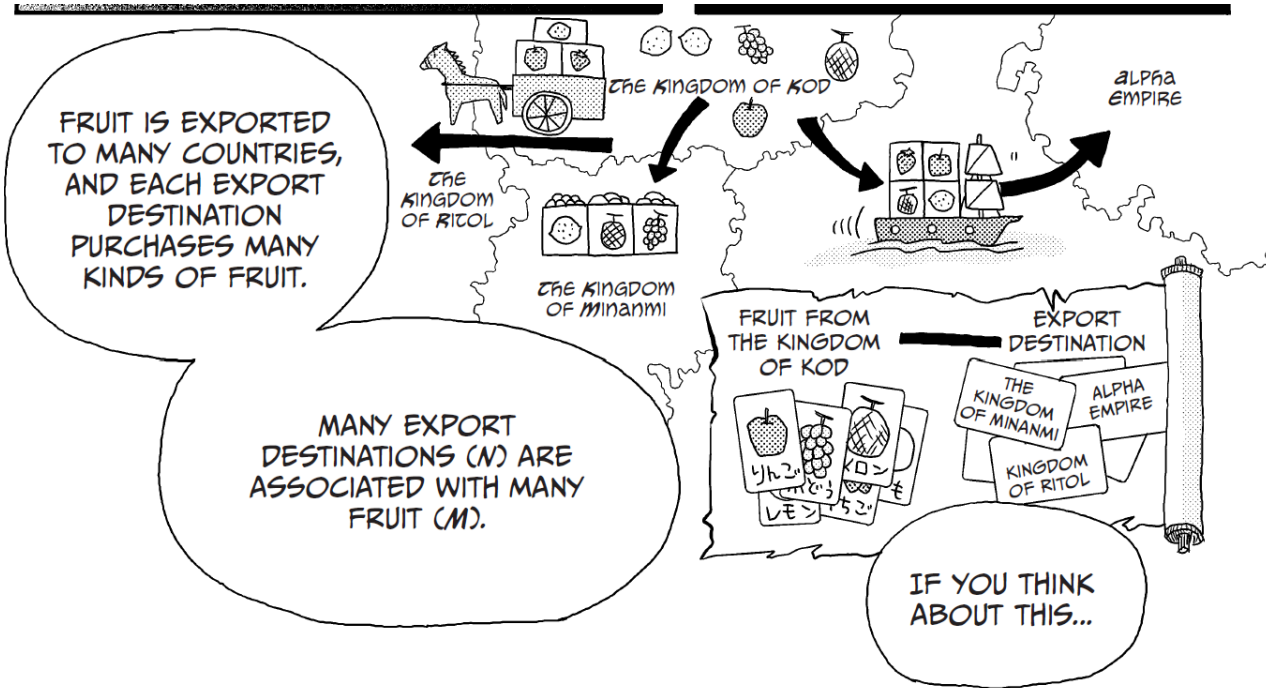 FRUIT IS EXPORTED
TO MANY COUNTRIES,
AND EACH EXPORT
DESTINATION
PURCHASES MANY
KINDS OF FRUIT.
THE KINGDOM OF KOD
ALPHA
EMPIRE
THE
KINGDOM
OF RITOL
THE KINGDOM
OF MINANMI
MANY EXPORT
DESTINATIONS (N) ARE
ASSOCIATED WITH MANY
FRUIT (M).
FRUIT FROM
THE KINGDOM
OF KOD
EXPORT
DESTINATION
りんご
レモン
THE
KINGDOM
OF MINANMI
ALPHA
EMPIRE
KINGDOM
OF RITOL
IF YOU THINK
ABOUT THIS...